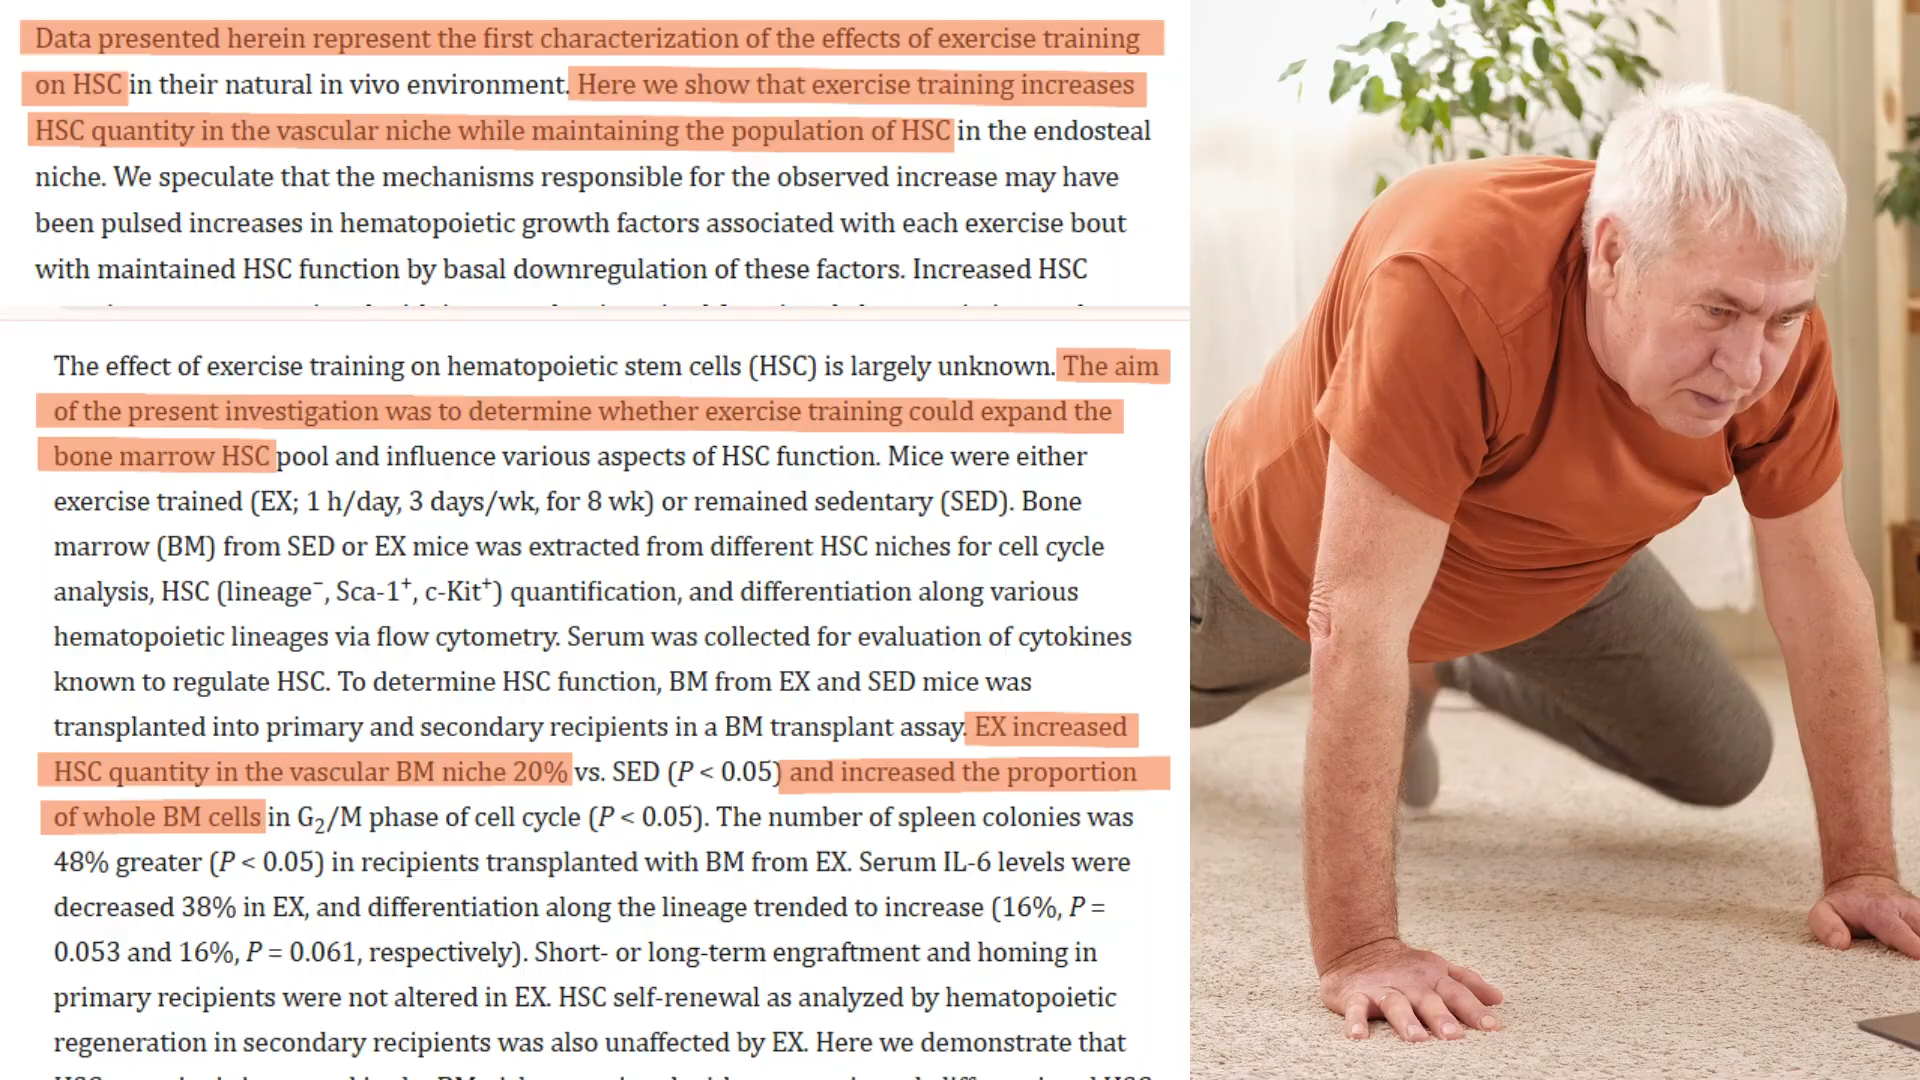 Data presented herein represent the first characterization of the effects of exercise training
on HSC in their natural in vivo environment. Here we show that exercise training increases
HSC quantity in the vascular niche while maintaining the population of HSC in the endosteal
niche. We speculate that the mechanisms responsible for the observed increase may have
been pulsed increases in hematopoietic growth factors associated with each exercise bout
with maintained HSC function by basal downregulation of these factors. Increased HSC
The effect of exercise training on hematopoietic stem cells (HSC) is largely unknown. The aim
of the present investigation was to determine whether exercise training could expand the
bone marrow HSC pool and influence various aspects of HSC function. Mice were either
exercise trained (EX; 1 h/day, 3 days/wk, for 8 wk) or remained sedentary (SED). Bone
marrow (BM) from SED or EX mice was extracted from different HSC niches for cell cycle
analysis, HSC (lineage⁻, Sca-1⁺, c-Kit⁺) quantification, and differentiation along various
hematopoietic lineages via flow cytometry. Serum was collected for evaluation of cytokines
known to regulate HSC. To determine HSC function, BM from EX and SED mice was
transplanted into primary and secondary recipients in a BM transplant assay. EX increased
HSC quantity in the vascular BM niche 20% vs. SED (P < 0.05) and increased the proportion
of whole BM cells in G₂/M phase of cell cycle (P < 0.05). The number of spleen colonies was
48% greater (P < 0.05) in recipients transplanted with BM from EX. Serum IL-6 levels were
decreased 38% in EX, and differentiation along the lineage trended to increase (16%, P =
0.053 and 16%, P = 0.061, respectively). Short- or long-term engraftment and homing in
primary recipients were not altered in EX. HSC self-renewal as analyzed by hematopoietic
regeneration in secondary recipients was also unaffected by EX. Here we demonstrate that